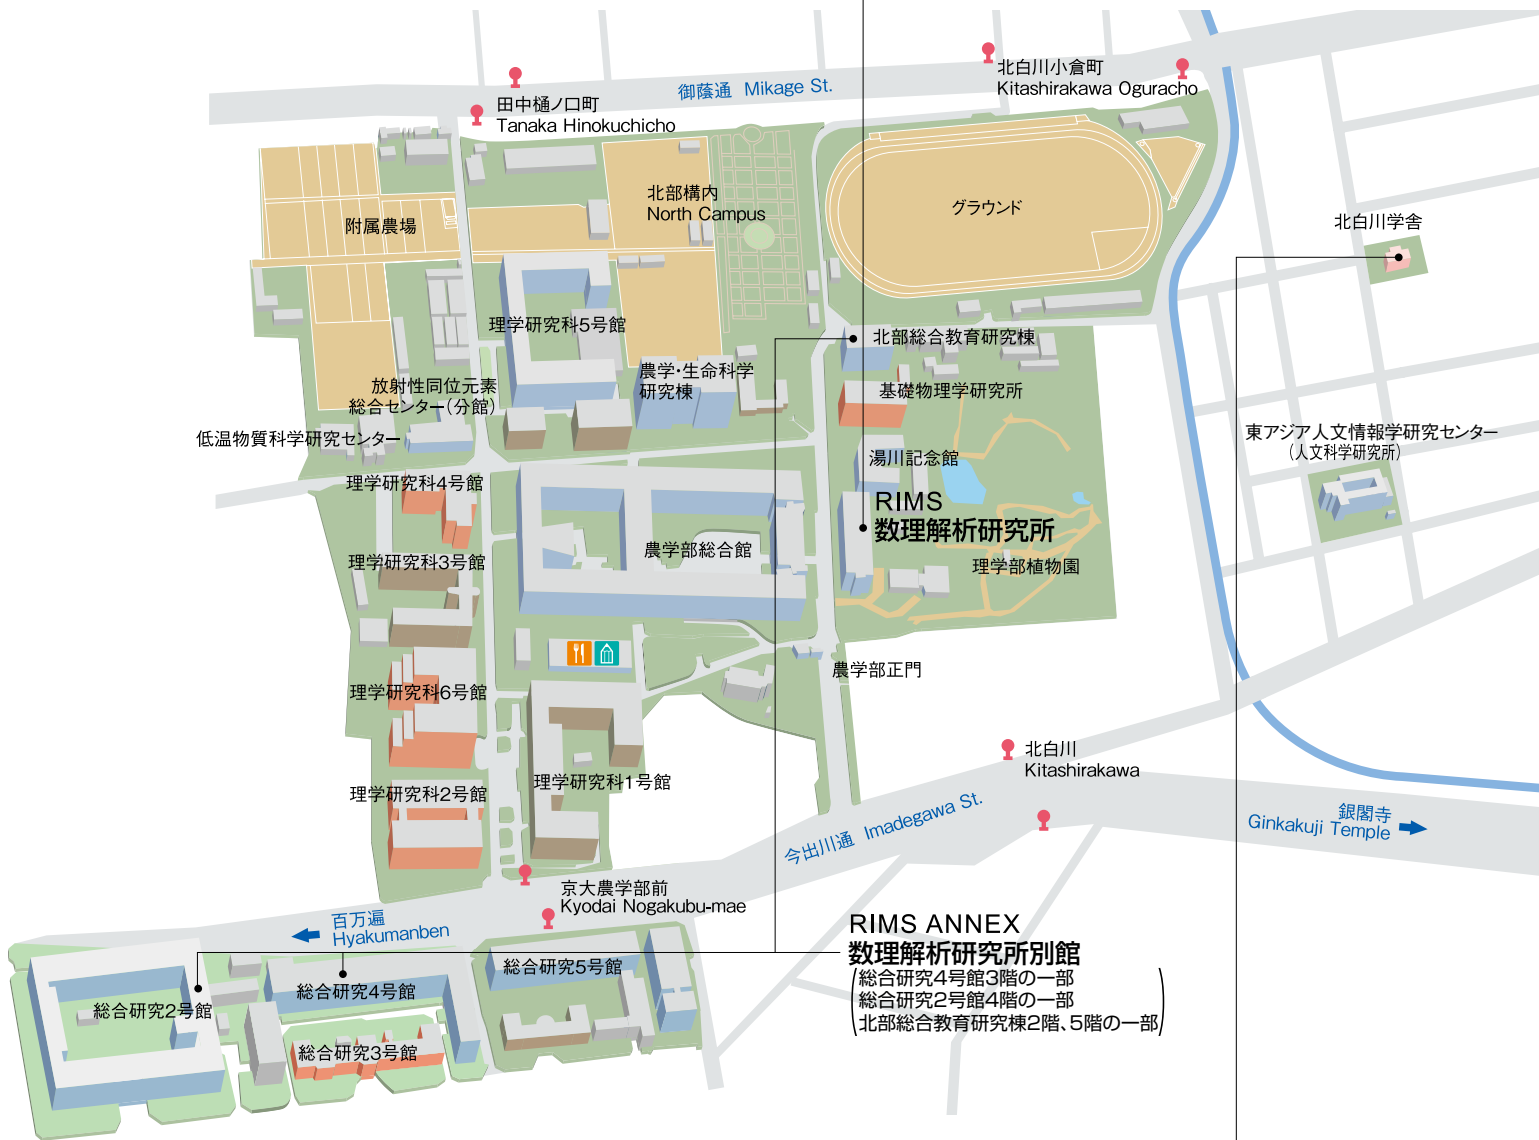 北白川小倉町
Kitashirakawa Oguracho
御蔭通 Mikage St.
田中樋ノ口町
Tanaka Hinokuchicho
北部構内
North Campus
グラウンド
附属農場
北白川学舎
理学研究科5号館
北部総合教育研究棟
農学・生命科学
研究棟
放射性同位元素
総合センター(分館)
基礎物理学研究所
低温物質科学研究センター
東アジア人文情報学研究センター
(人文科学研究所)
湯川記念館
理学研究科4号館
RIMS
数理解析研究所
農学部総合館
理学研究科3号館
理学部植物園
農学部正門
理学研究科6号館
北白川
Kitashirakawa
理学研究科1号館
理学研究科2号館
今出川通 Imadegawa St.
銀閣寺
Ginkakuji Temple
京大農学部前
Kyodai Nogakubu-mae
百万遍
Hyakumanben
RIMS ANNEX
数理解析研究所別館
(総合研究4号館3階の一部
総合研究2号館4階の一部
北部総合教育研究棟2階、5階の一部)
総合研究5号館
総合研究4号館
総合研究2号館
総合研究3号館